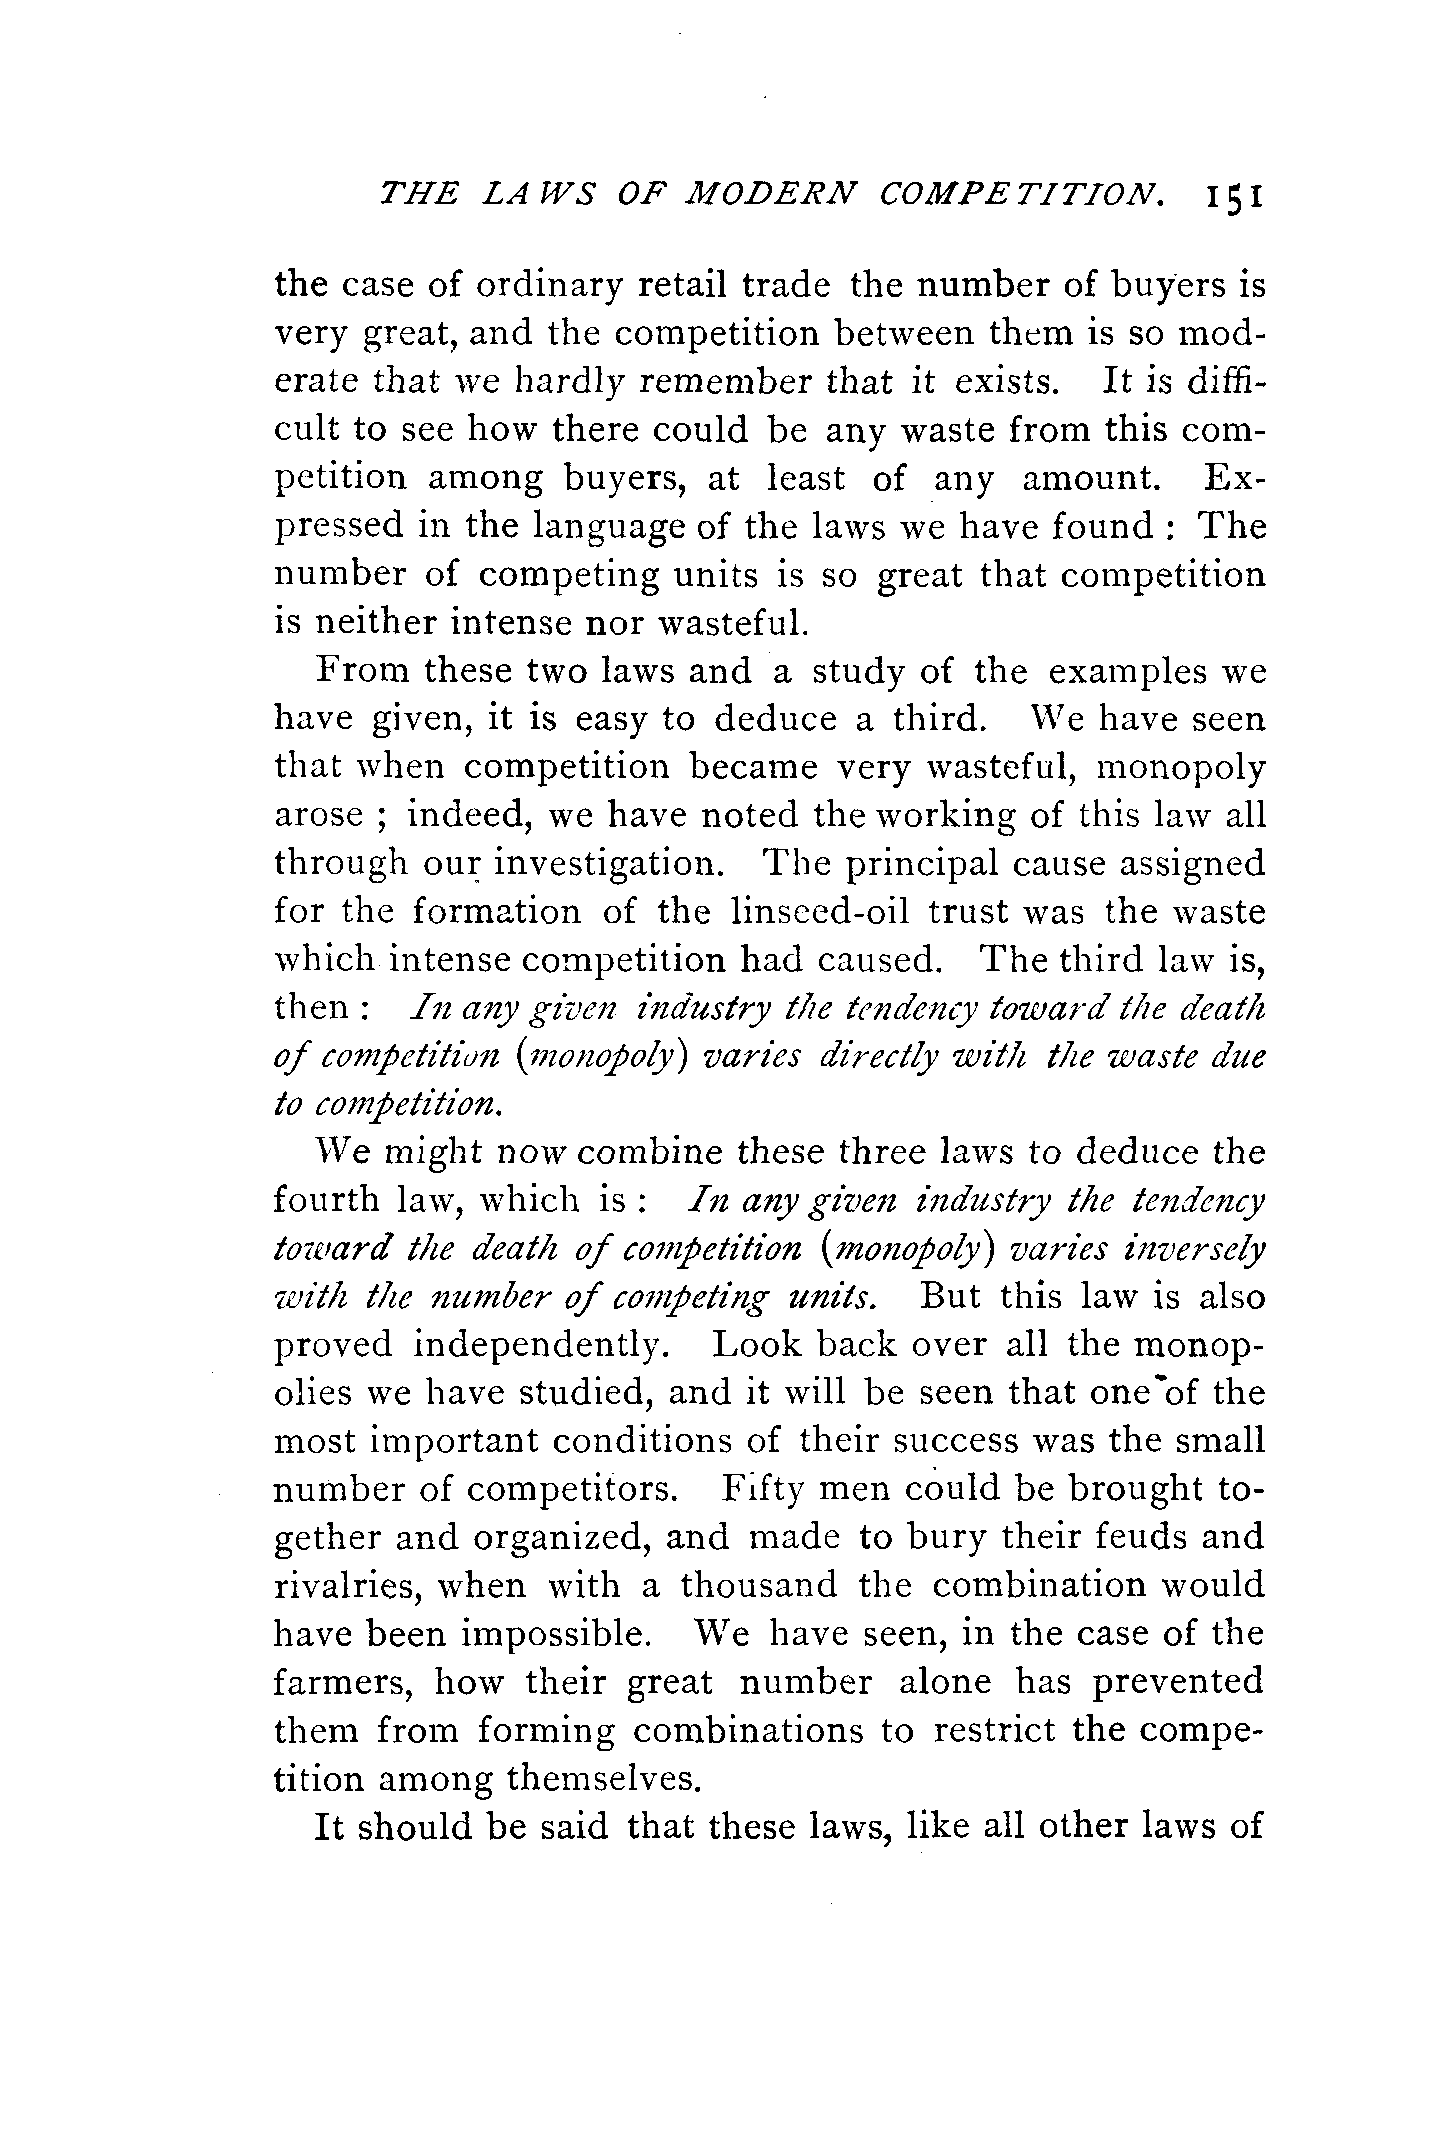 THE LAWS OF MODERN COMPETITION. 151
the case of ordinary retail trade the number of buyers is
very great, and the competition between them is so mod-
erate that we hardly remember that it exists. It is diffi-
cult to see how there could be any waste from this com-
petition among buyers, at least of any amount. Ex-
pressed in the language of the laws we have found : The
number of competing units is so great that competition
is neither intense nor wasteful.
From these two laws and a study of the examples we
have given, it is easy to deduce a third. We have seen
that when competition became very wasteful, monopoly
arose ; indeed, we have noted the working of this law all
through our investigation. The principal cause assigned
for the formation of the linseed-oil trust was the waste
which intense competition had caused. The third law is,
then : In any given industry the tendency toward the death
of competition (monopoly) varies directly with the waste due
to competition.
We might now combine these three laws to deduce the
fourth law, which is : In any given industry the tendency
toward the death of competition (monopoly) varies inversely
with the number of competing units. But this law is also
proved independently. Look back over all the monop-
olies we have studied, and it will be seen that one of the
most important conditions of their success was the small
number of competitors. Fifty men could be brought to-
gether and organized, and made to bury their feuds and
rivalries, when with a thousand the combination would
have been impossible. We have seen, in the case of the
farmers, how their great number alone has prevented
them from forming combinations to restrict the compe-
tition among themselves.
It should be said that these laws, like all other laws of